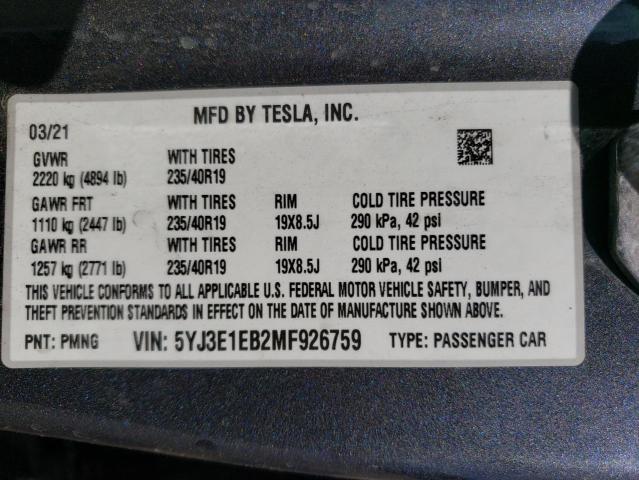 MFD BY TESLA, INC.
03/21
GVWR WITH TIRES
2220 kg (4894 lb) 235/40R19
GAWR FRT WITH TIRES RIM COLD TIRE PRESSURE
1110 kg (2447 lb) 235/40R19 19X8.5J 290 kPa, 42 psi
GAWR RR WITH TIRES RIM COLD TIRE PRESSURE
1257 kg (2771 lb) 235/40R19 19X8.5J 290 kPa, 42 psi
THIS VEHICLE CONFORMS TO ALL APPLICABLE U.S. FEDERAL MOTOR VEHICLE SAFETY, BUMPER, AND
THEFT PREVENTION STANDARDS IN EFFECT ON THE DATE OF MANUFACTURE SHOWN ABOVE.
PNT: PMNG VIN: 5YJ3E1EB2MF926759 TYPE: PASSENGER CAR